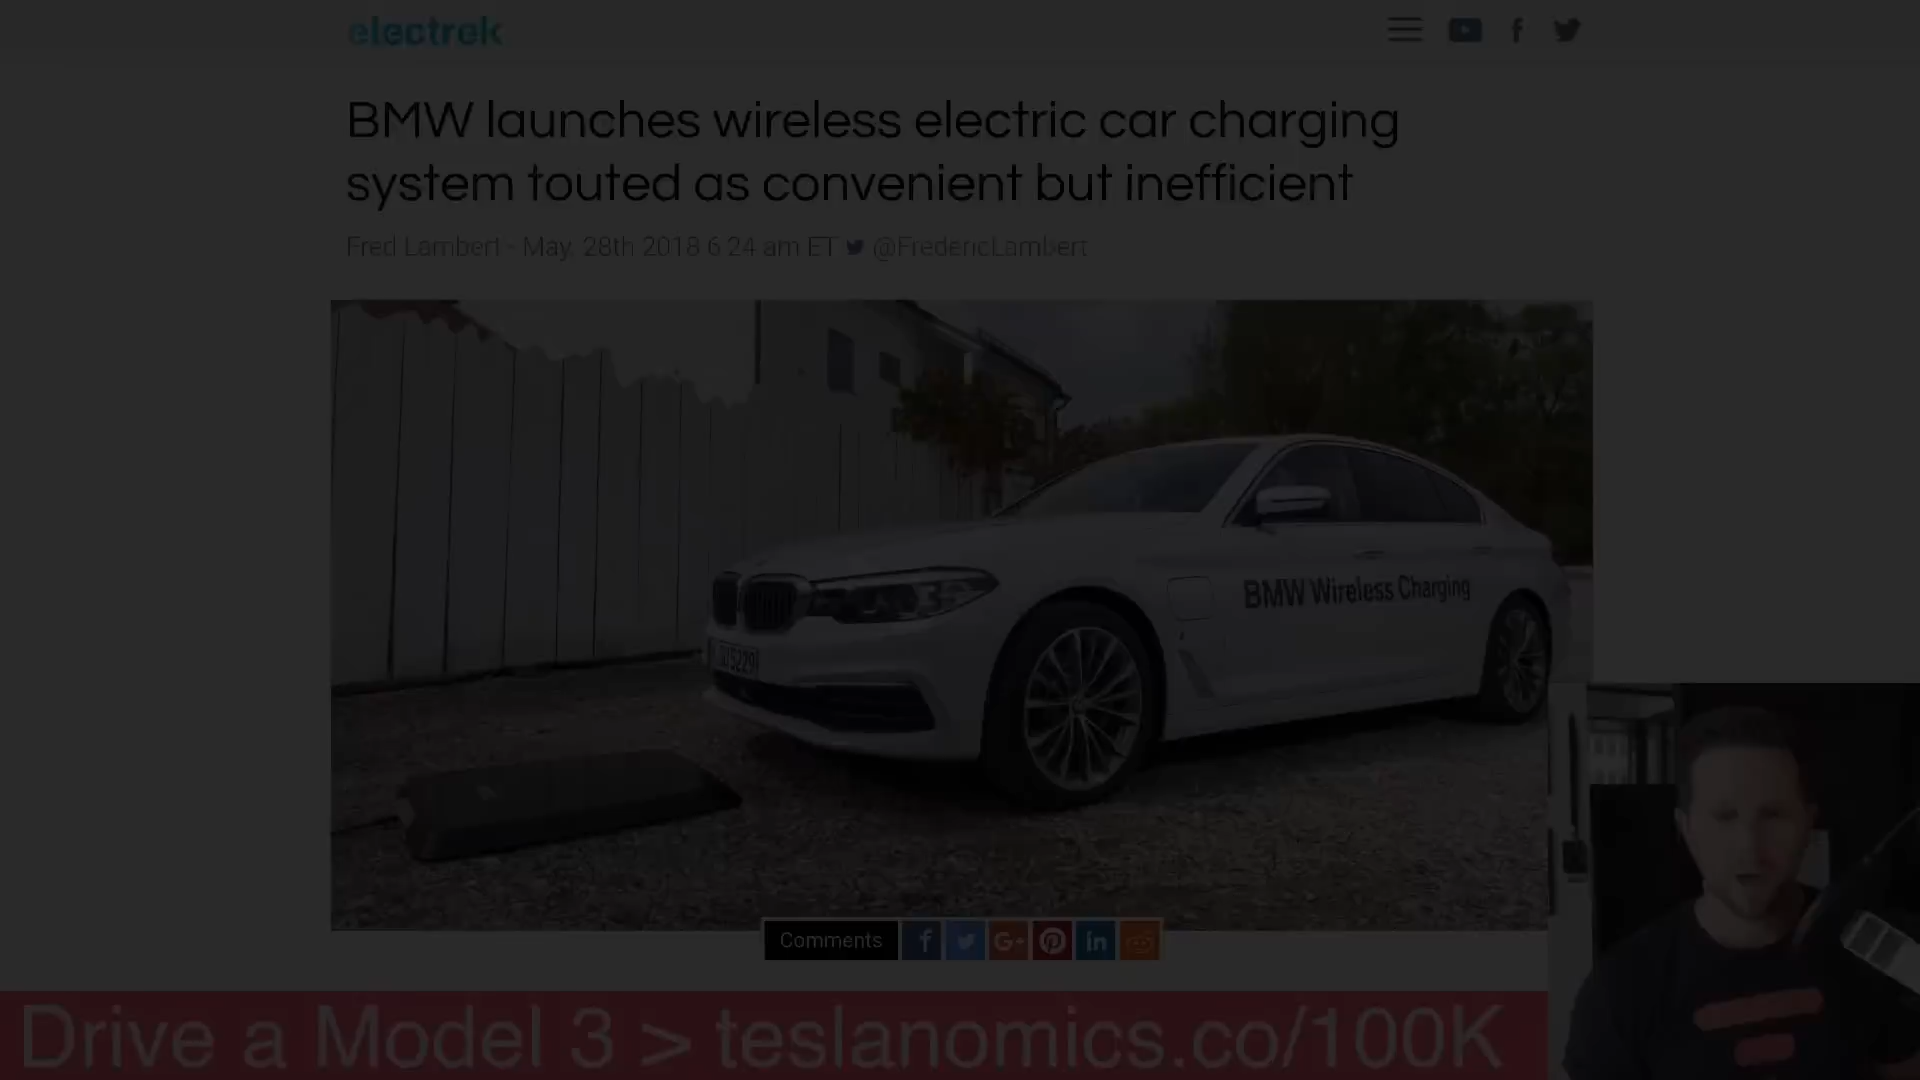 electrek
BMW launches wireless electric car charging
system touted as convenient but inefficient
Fred Lambert - May. 28th 2018 6:24 am ET @FredericLambert
BMW Wireless Charging
Comments
Drive a Model 3 > teslanomics.co/100K